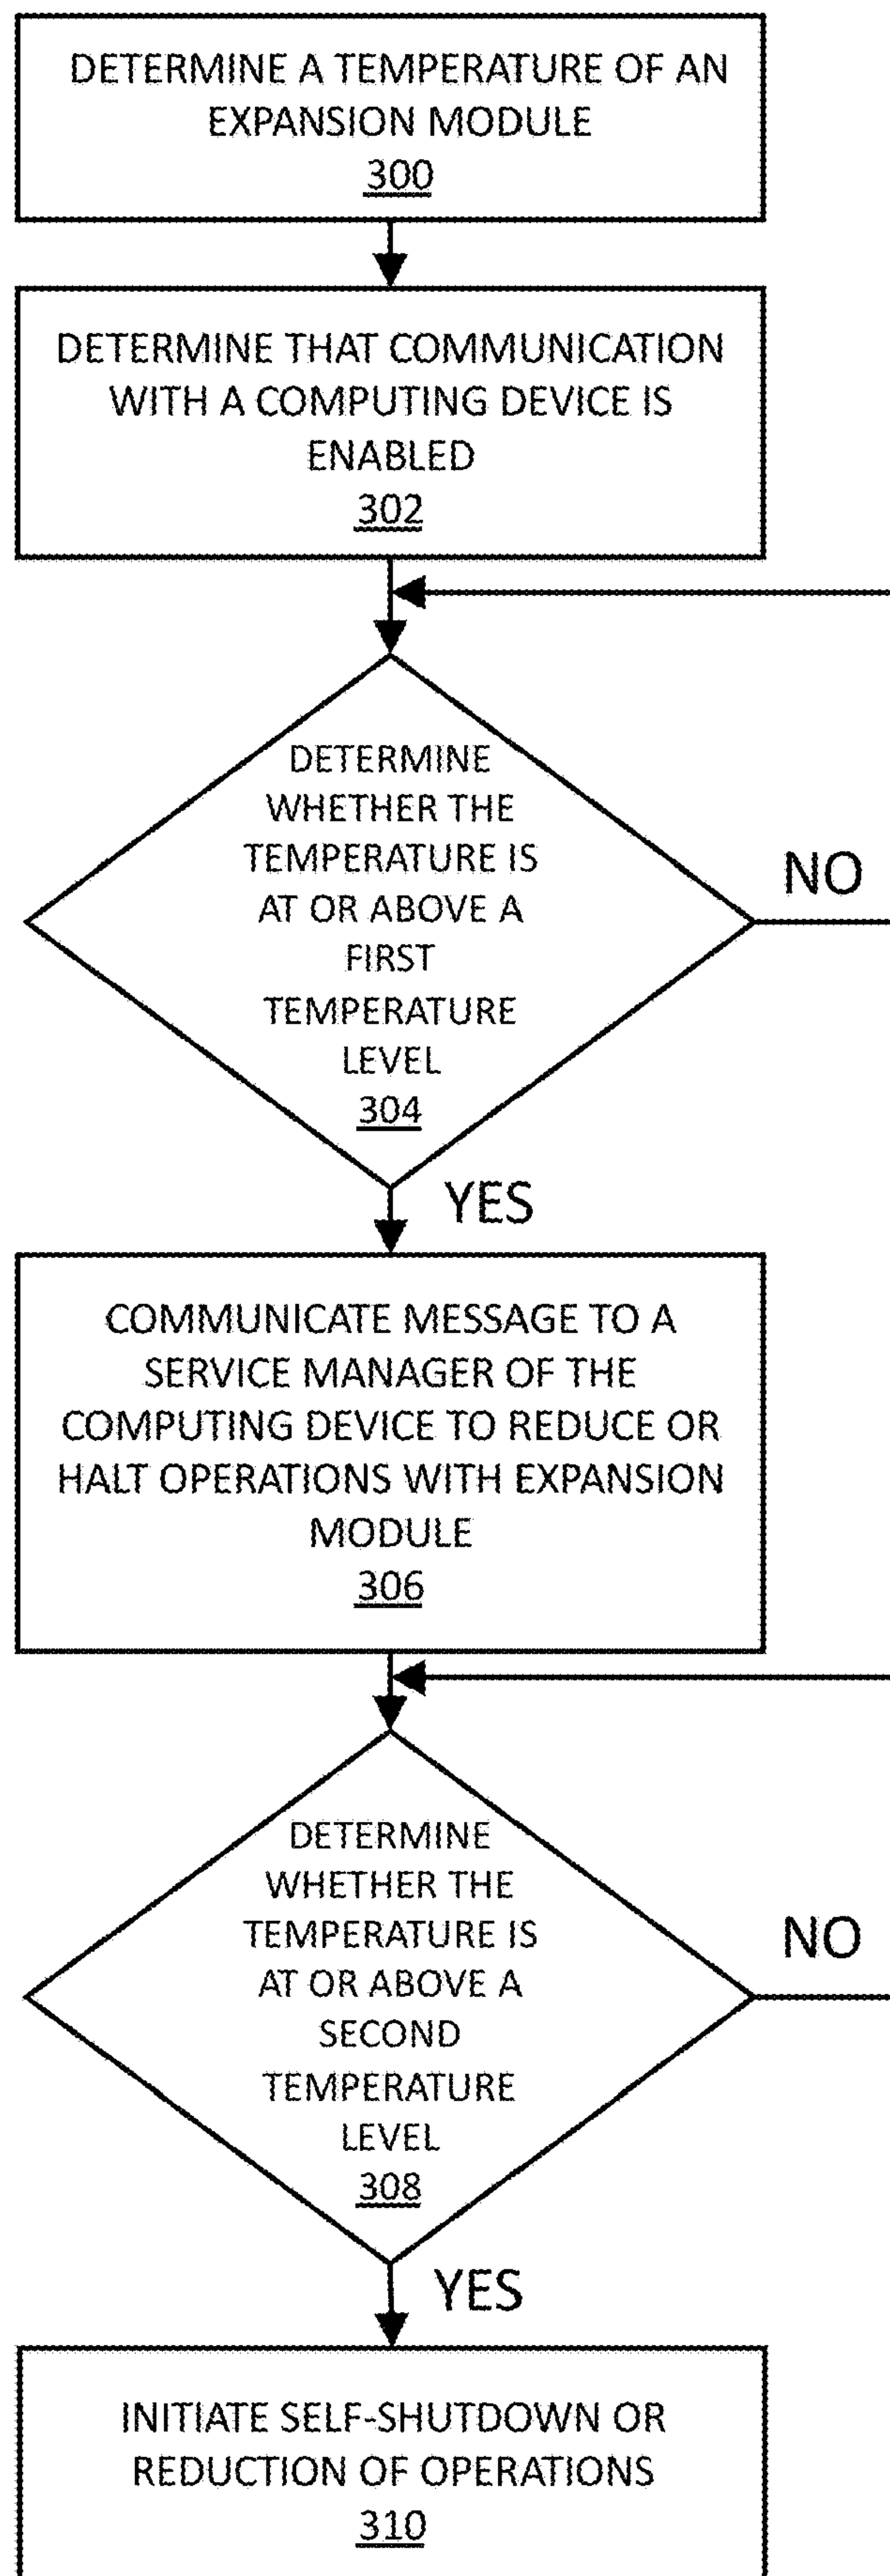 DETERMINE A TEMPERATURE OF AN
EXPANSION MODULE
300
DETERMINE THAT COMMUNICATION
WITH A COMPUTING DEVICE IS
ENABLED
302
DETERMINE
WHETHER THE
TEMPERATURE IS
AT OR ABOVE A
FIRST
TEMPERATURE
LEVEL
304
NO
YES
COMMUNICATE MESSAGE TO A
SERVICE MANAGER OF THE
COMPUTING DEVICE TO REDUCE OR
HALT OPERATIONS WITH EXPANSION
MODULE
306
DETERMINE
WHETHER THE
TEMPERATURE IS
AT OR ABOVE A
SECOND
TEMPERATURE
LEVEL
308
NO
YES
INITIATE SELF-SHUTDOWN OR
REDUCTION OF OPERATIONS
310